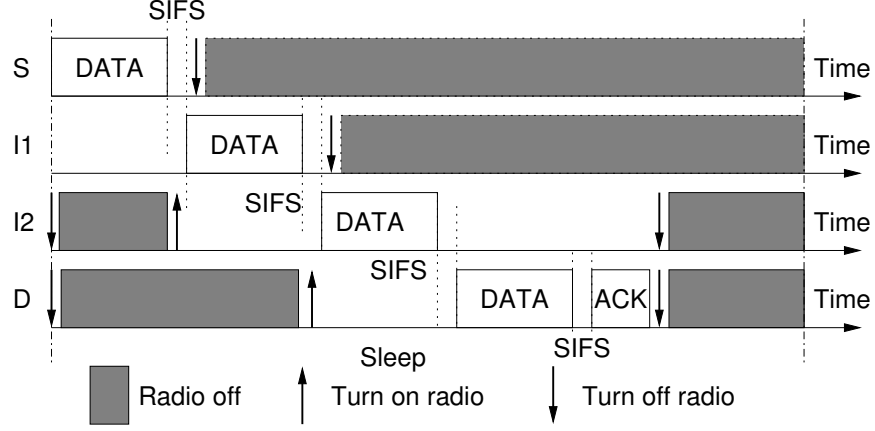 SIFS
S DATA Time
I1 DATA Time
SIFS
I2 DATA Time
SIFS
D DATA ACK Time
SIFS
Sleep
Radio off Turn on radio Turn off radio